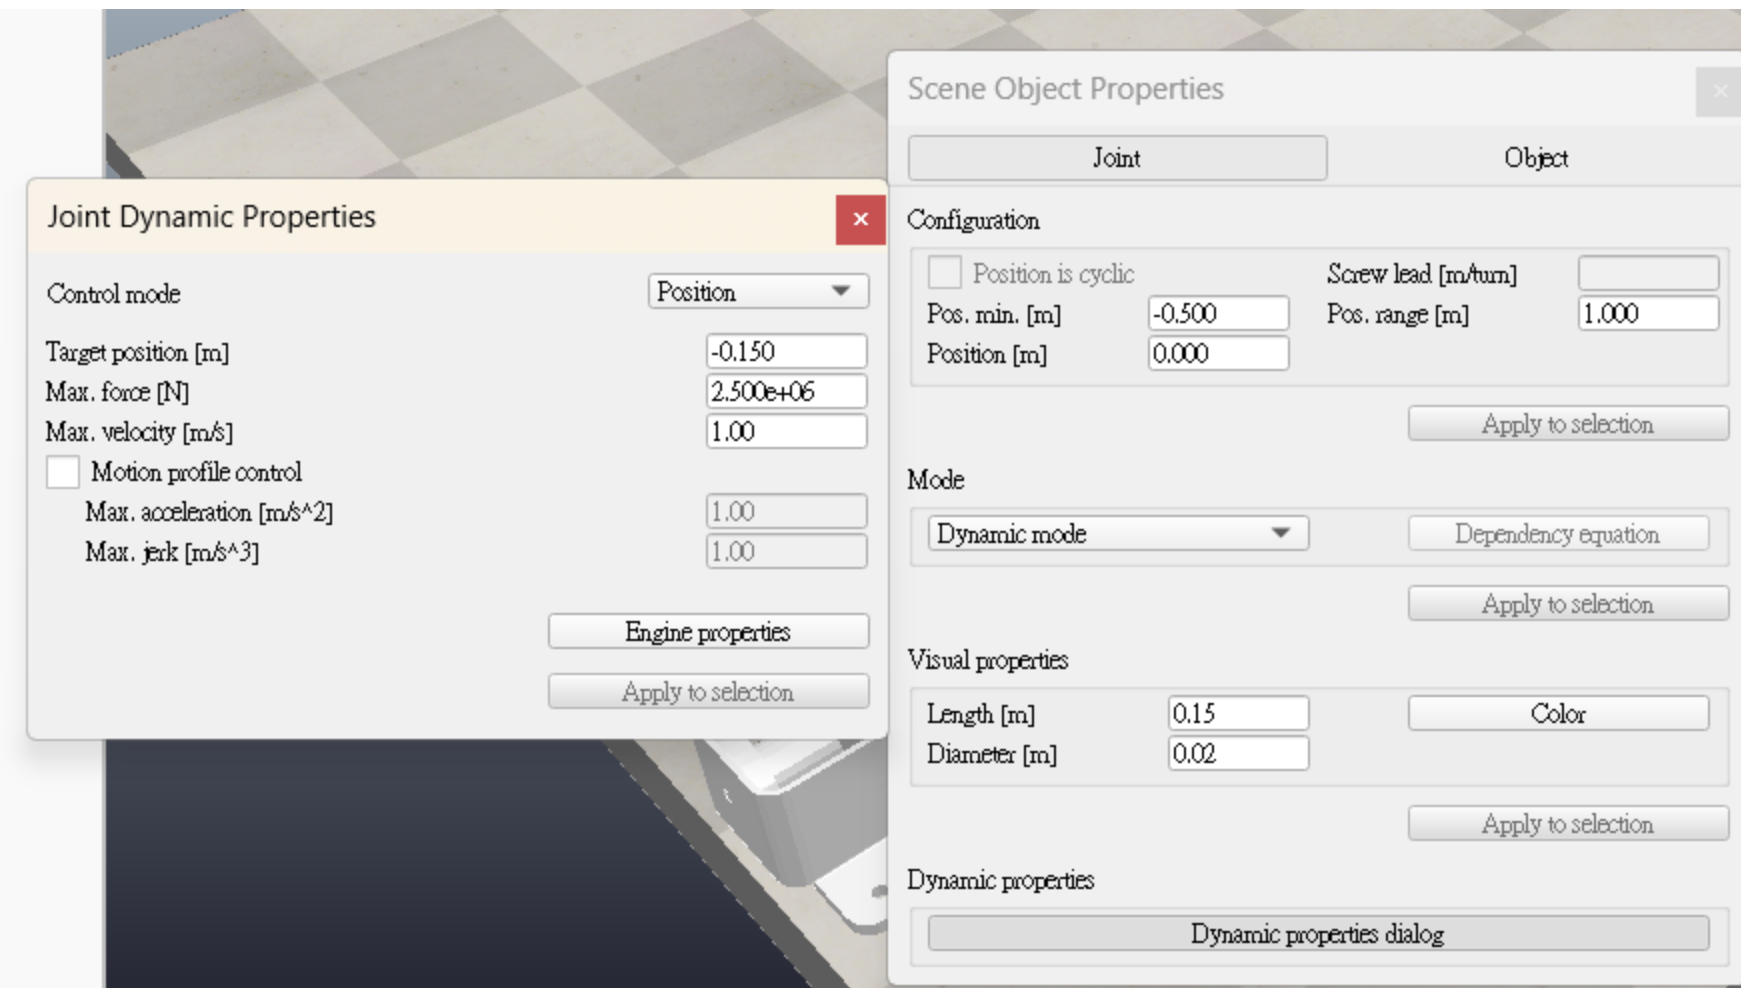 Joint Dynamic Properties
Control mode Position
Target position [m] -0.150
Max. force [N] 2.500e+06
Max. velocity [m/s] 1.00
Motion profile control
Max. acceleration [m/s^2] 1.00
Max. jerk [m/s^3] 1.00
Engine properties
Apply to selection
Scene Object Properties
Joint Object
Configuration
Position is cyclic Screw lead [m/turn]
Pos. min. [m] -0.500 Pos. range [m] 1.000
Position [m] 0.000
Apply to selection
Mode
Dynamic mode Dependency equation
Apply to selection
Visual properties
Length [m] 0.15 Color
Diameter [m] 0.02
Apply to selection
Dynamic properties
Dynamic properties dialog